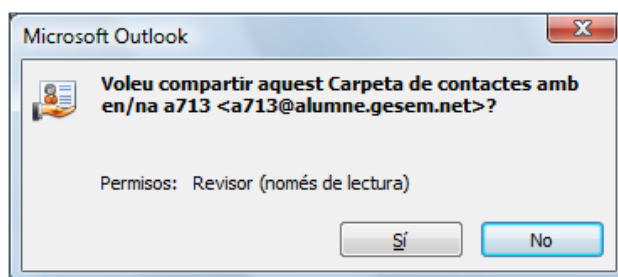 Microsoft Outlook
Voleu compartir aquest Carpeta de contactes amb
en/na a713 <a713@alumne.gesem.net>?
Permisos: Revisor (només de lectura)
Sí No